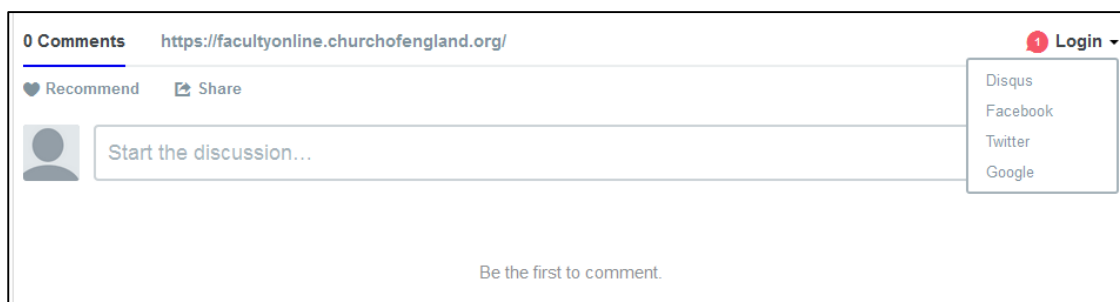 0 Comments https://facultyonline.churchofengland.org/ 1 Login
Recommend Share
Disqus
Facebook
Twitter
Google
Start the discussion...
Be the first to comment.